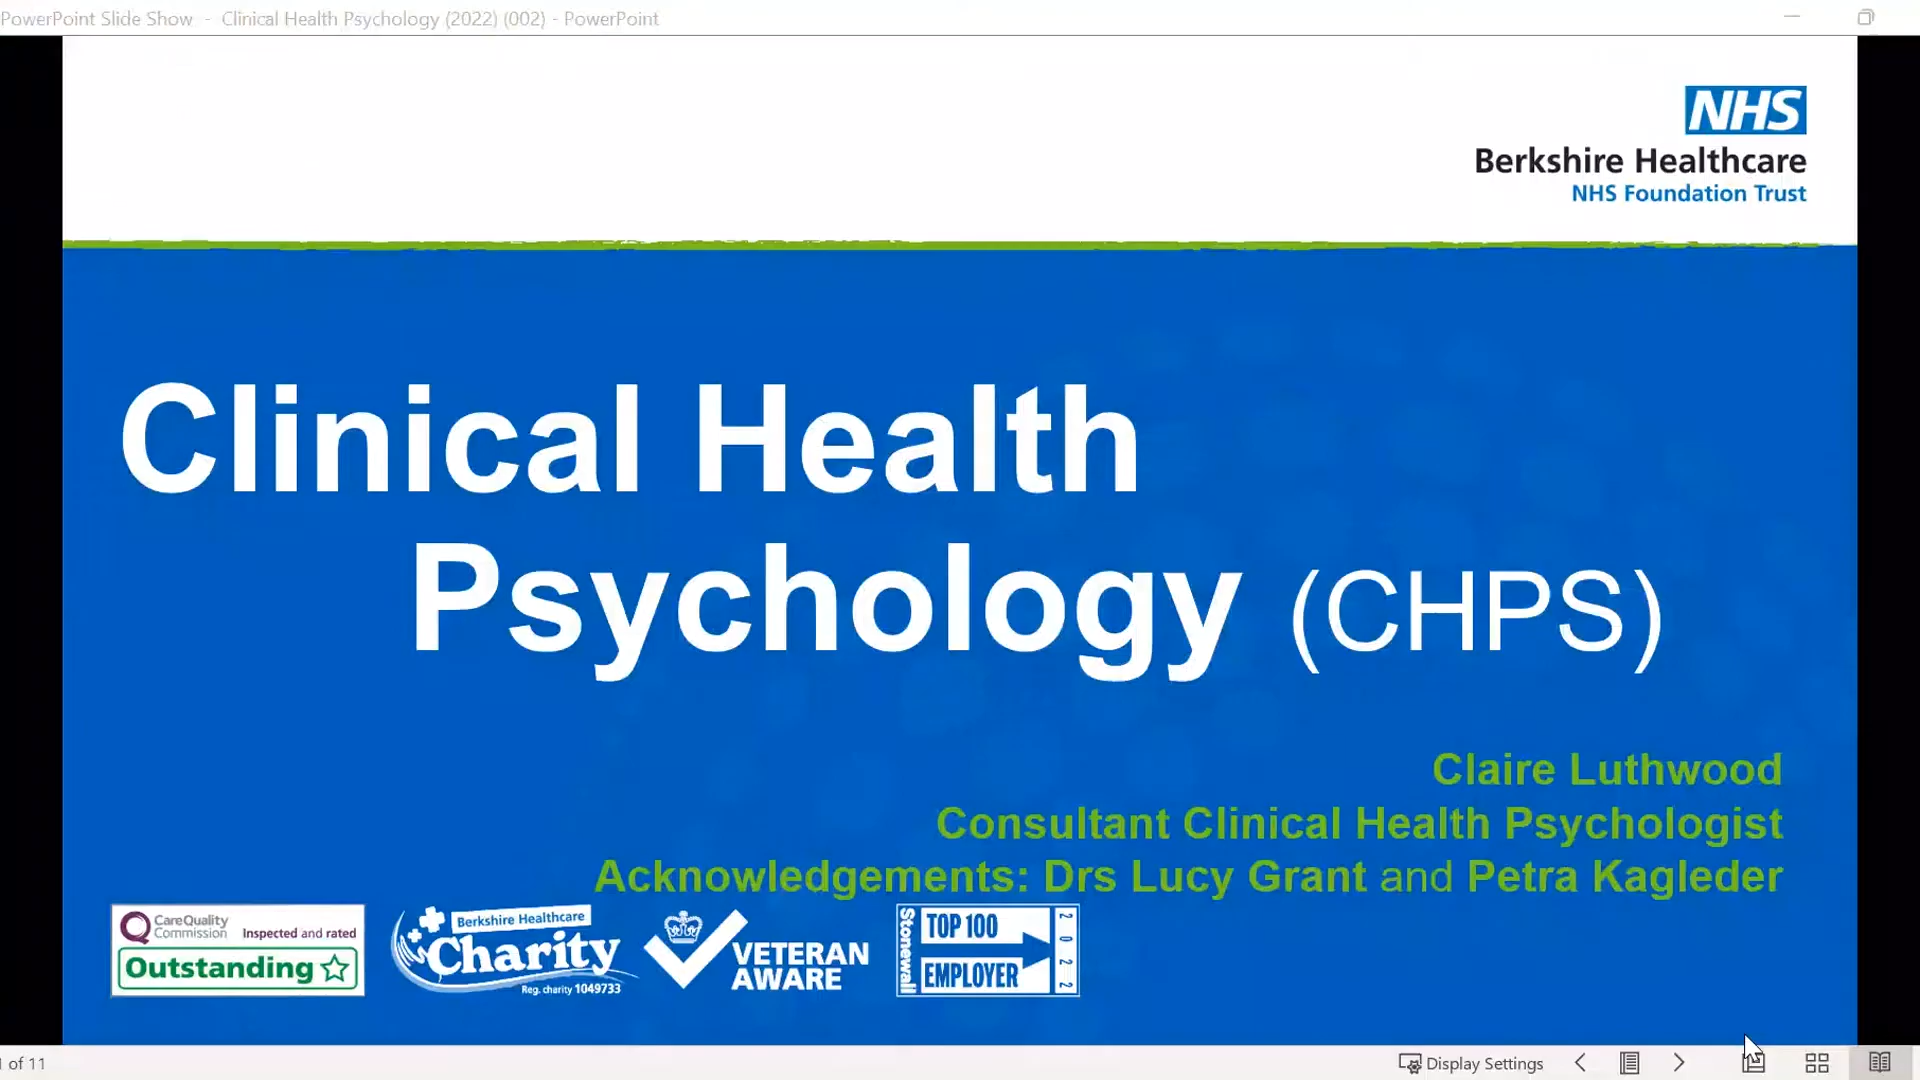 PowerPoint Slide Show - Clinical Health Psychology (2022) (002) - PowerPoint
NHS
Berkshire Healthcare
NHS Foundation Trust
Clinical Health
Psychology (CHPS)
Claire Luthwood
Consultant Clinical Health Psychologist
Acknowledgements: Drs Lucy Grant and Petra Kagleder
CareQuality
Commission
Inspected and rated
Outstanding
Berkshire Healthcare
Charity
Reg. charity 1049733
VETERAN
AWARE
Stonewall
TOP 100
EMPLOYER
2022
of 11
Display Settings